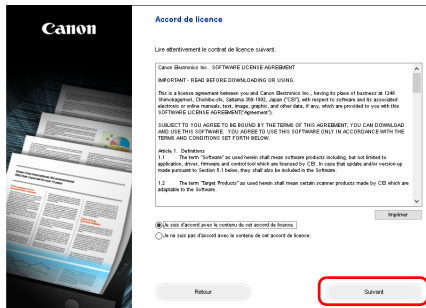 Canon
Accord de licence
Lire attentivement le contrat de licence suivant.
Canon Electronics Inc. SOFTWARE LICENSE AGREEMENT
IMPORTANT - READ BEFORE DOWNLOADING OR USING.
This is a license agreement between you and Canon Electronics Inc., having its place of business at 1248
Shimokagemori, Chichibu-shi, Saitama 369-1892, Japan ("CEI"), with respect to software and its associated
electronic or online manuals, text, image, graphic, and other data, if any, which are provided to you with this
SOFTWARE LICENSE AGREEMENT("Agreement").
SUBJECT TO YOU AGREE TO BE BOUND BY THE TERMS OF THIS AGREEMENT, YOU CAN DOWNLOAD
AND USE THIS SOFTWARE. YOU AGREE TO USE THIS SOFTWARE ONLY IN ACCORDANCE WITH THE
TERMS AND CONDITIONS SET FORTH BELOW.
Article 1. Definitions
1.1 The term "Software" as used herein shall mean software products including, but not limited to
application, driver, firmware and control tool which are licensed by CEI. In case that update and/or version-up
made pursuant to Section 5.1 below, they shall also be included in the Software.
1.2 The term "Target Products" as used herein shall mean certain scanner products made by CEI which are
adaptable to the Software.
Imprimer
Je suis d'accord avec le contenu de cet accord de licence.
Je ne suis pas d'accord avec le contenu de cet accord de licence.
Retour
Suivant